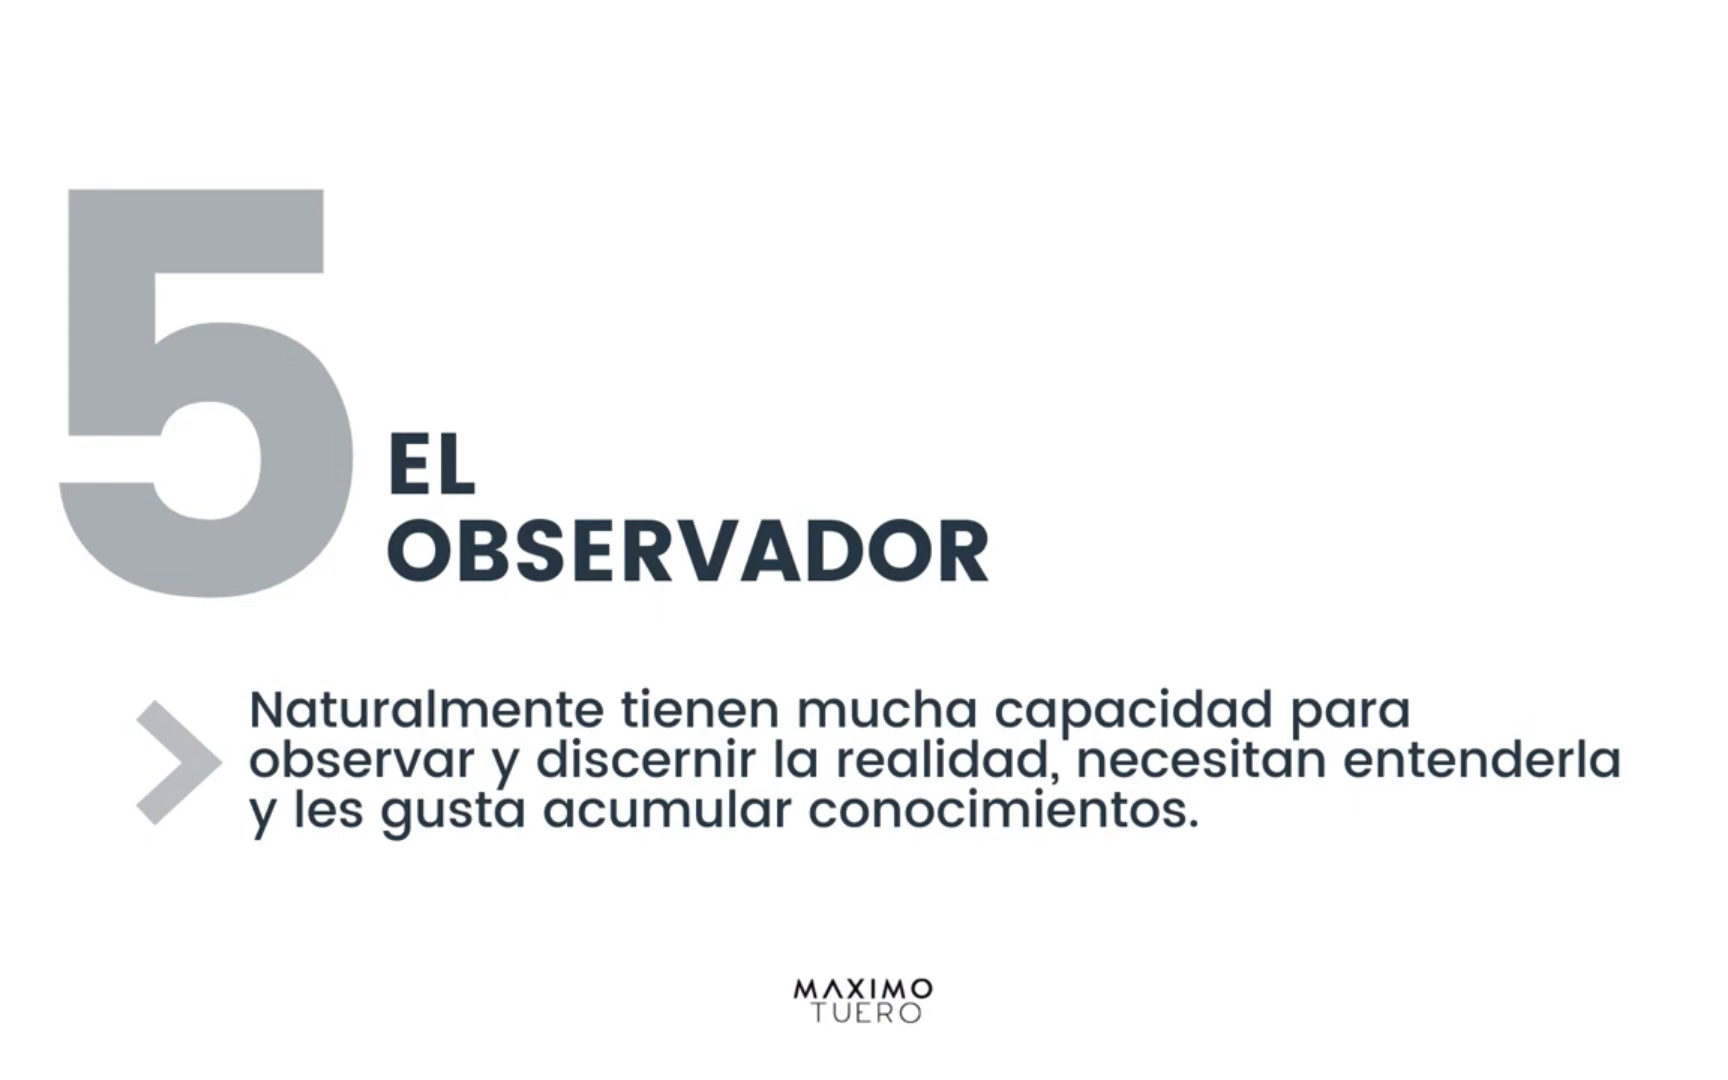 5
EL
OBSERVADOR
Naturalmente tienen mucha capacidad para
observar y discernir la realidad, necesitan entenderla
y les gusta acumular conocimientos.
MAXIMO
TUERO